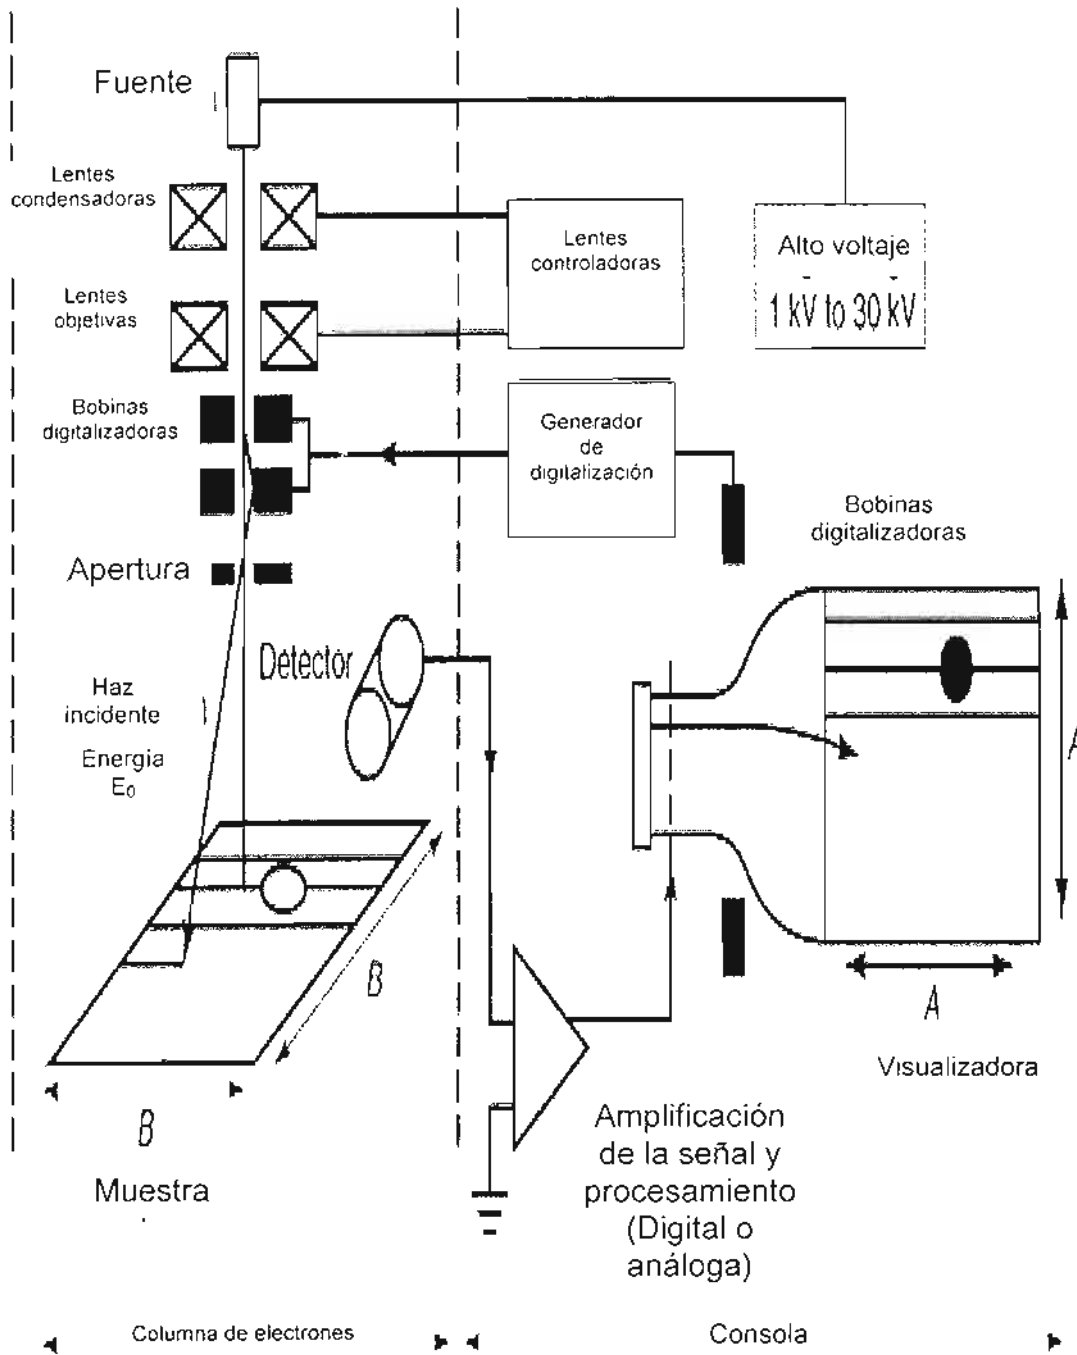 Fuente
Lentes
condensadoras
Lentes
controladoras
Alto voltaje
1 kV to 30 kV
Lentes
objetivas
Bobinas
digitalizadoras
Generador
de
digitalización
Bobinas
digitalizadoras
Apertura
Detector
Haz
incidente
Energía
E₀
A
B
A
Visualizadora
B
Muestra
Amplificación
de la señal y
procesamiento
(Digital o
análoga)
Columna de electrones
Consola